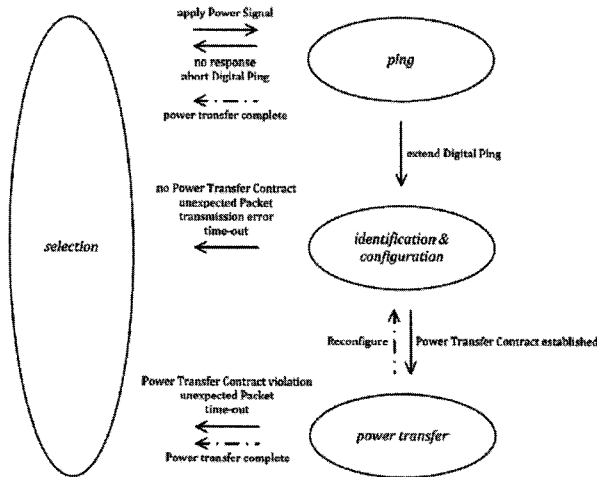 apply Power Signal
no response
abort Digital Ping
power transfer complete
ping
extend Digital Ping
no Power Transfer Contract
unexpected Packet
transmission error
time-out
selection
identification &
configuration
Reconfigure
Power Transfer Contract established
Power Transfer Contract violation
unexpected Packet
time-out
Power transfer complete
power transfer